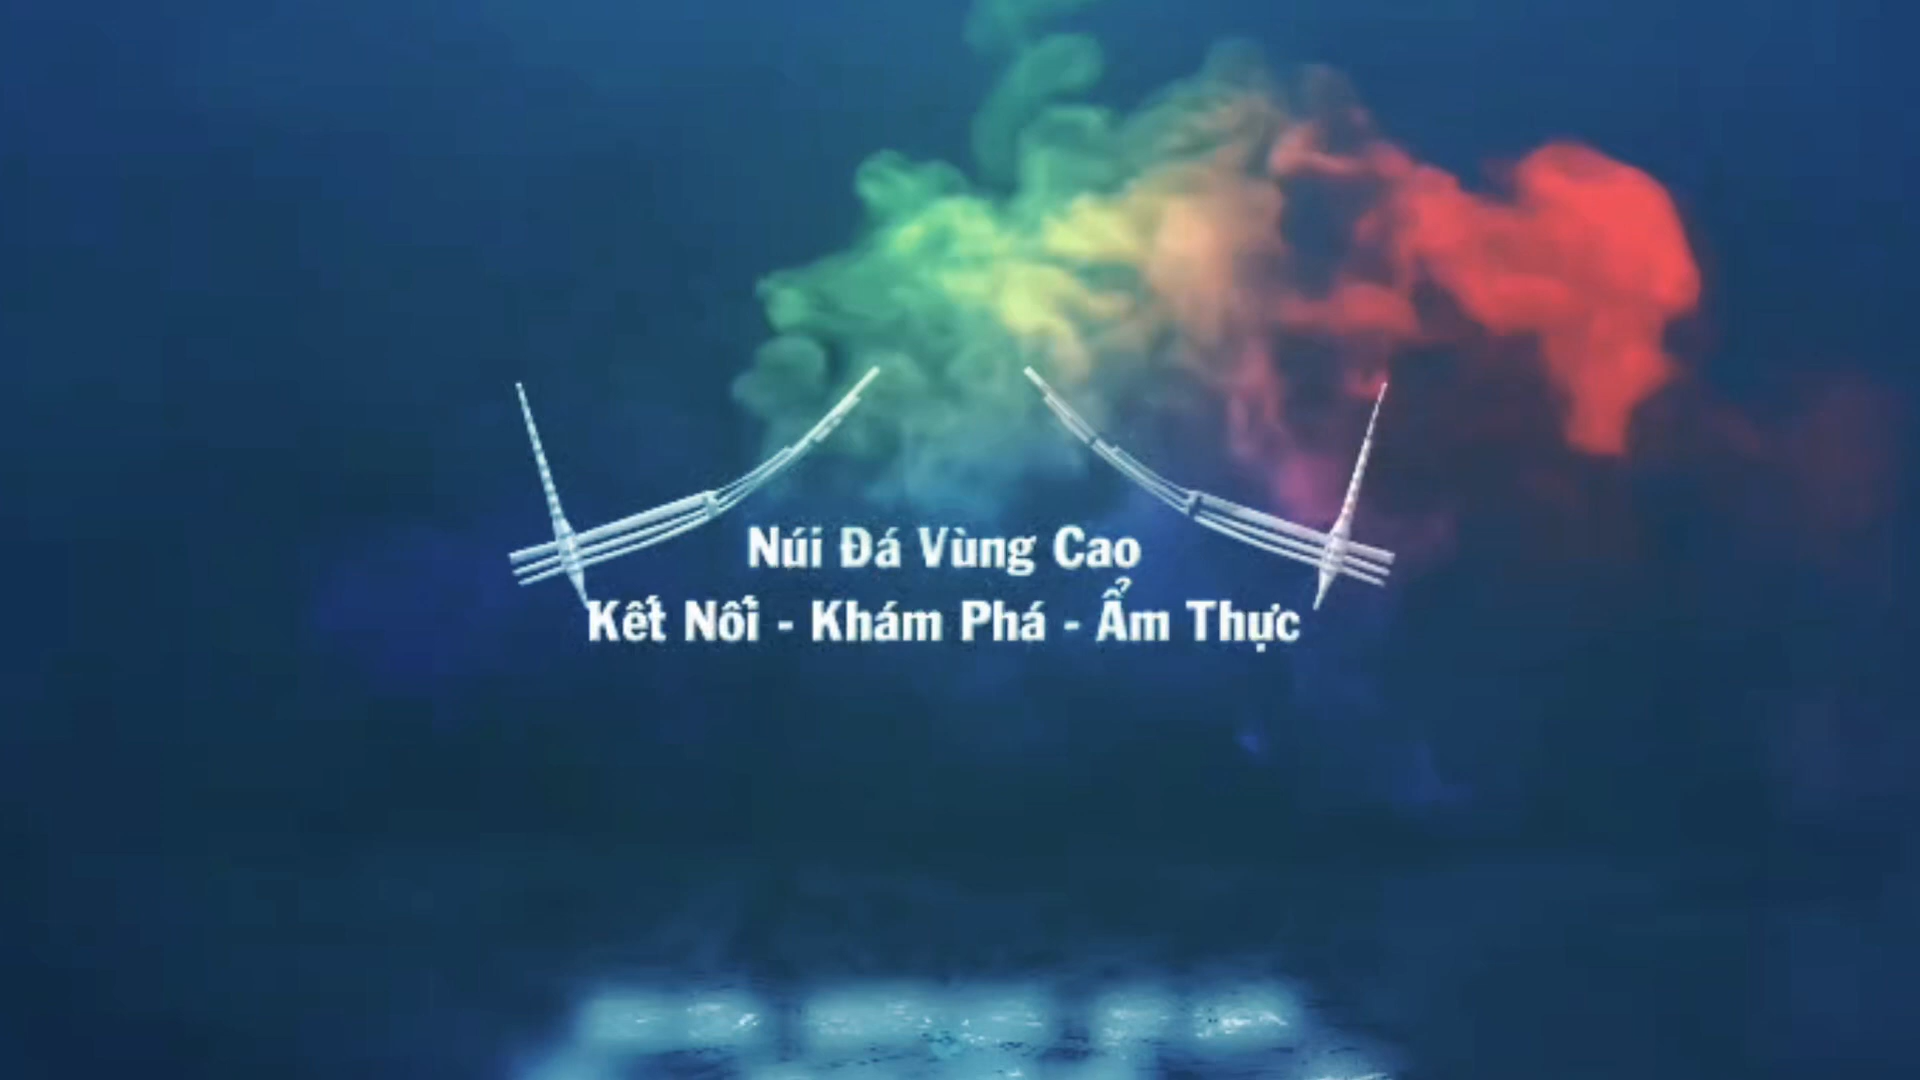 Núi Đá Vùng Cao
Kết Nối - Khám Phá - Ẩm Thực